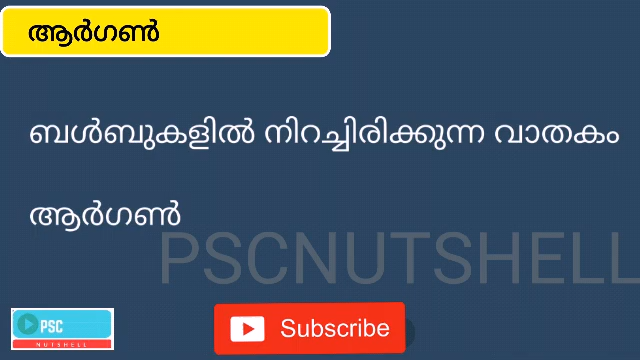 ആർഗൺ
ബൾബുകളിൽ നിറച്ചിരിക്കുന്ന വാതകം
ആർഗൺ
PSCNUTSHELL
PSC
NUTSHELL
Subscribe